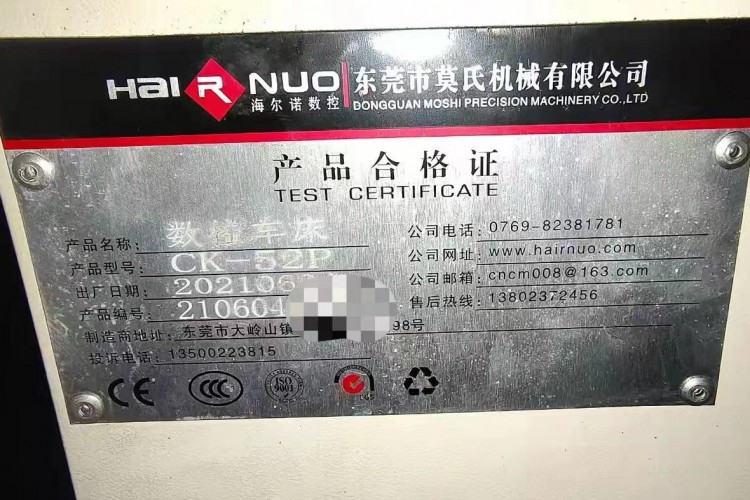 HaiRNUO
海尔诺数控
东莞市莫氏机械有限公司
DONGGUAN MOSHI PRECISION MACHINERY CO.,LTD
产品合格证
TEST CERTIFICATE
产品名称: 数控车床
产品型号: CK-52P
出厂日期: 202106
产品编号: 210604
制造商地址: 东莞市大岭山镇 98号
投诉电话: 13500223815
公司电话: 0769-82381781
公司网址: www.hairnuo.com
公司邮箱: cncm008@163.com
售后热线: 13802372456
CE
CCC
ISO
9001